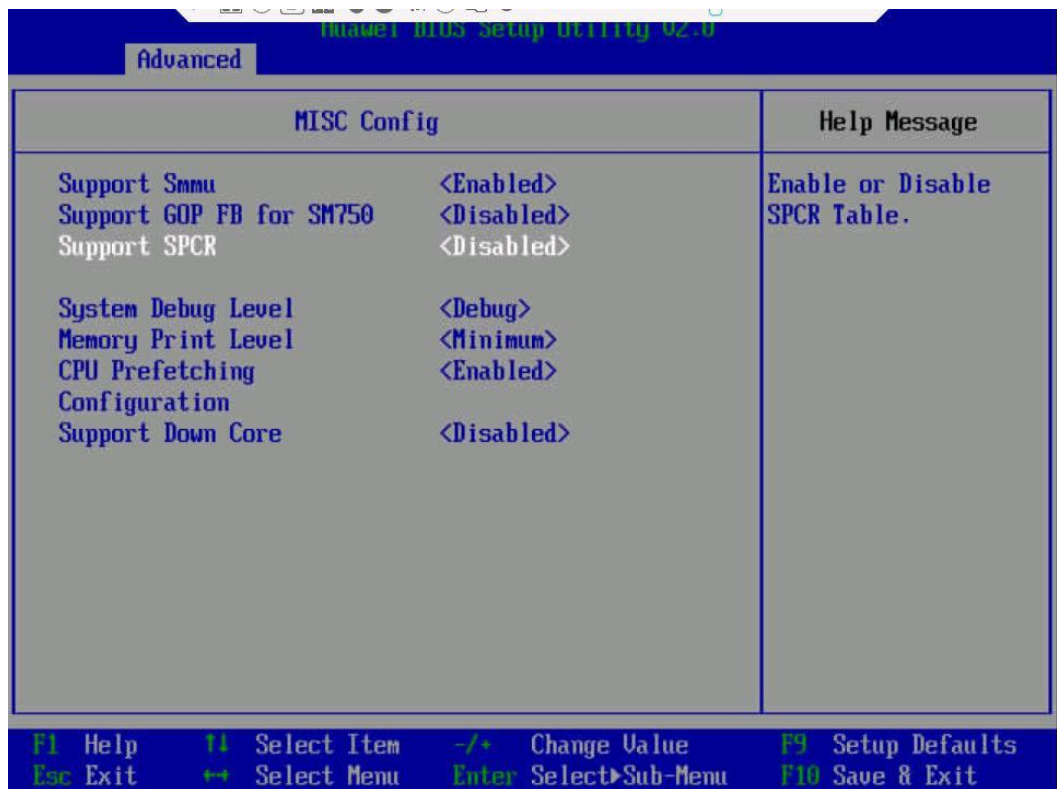 Huawei BIOS Setup Utility V2.0
Advanced
MISC Config
Help Message
Support Smmu <Enabled>
Support GOP FB for SM750 <Disabled>
Support SPCR <Disabled>
System Debug Level <Debug>
Memory Print Level <Minimum>
CPU Prefetching <Enabled>
Configuration
Support Down Core <Disabled>
Enable or Disable
SPCR Table.
F1 Help ↑↓ Select Item -/+ Change Value F9 Setup Defaults
Esc Exit ←→ Select Menu Enter Select▶Sub-Menu F10 Save & Exit